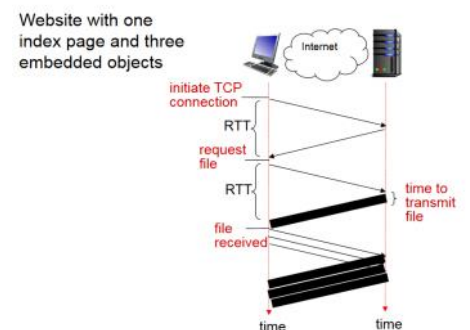 Website with one
index page and three
embedded objects
Internet
initiate TCP
connection
RTT
request
file
RTT
time to
transmit
file
file
received
time
time